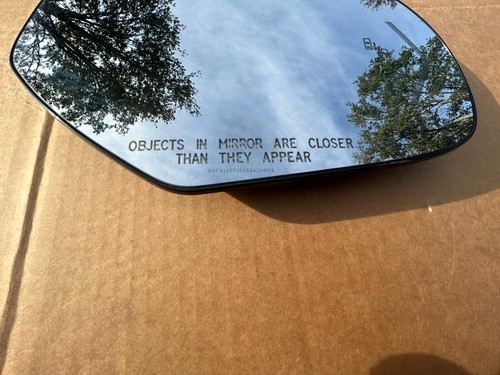 OBJECTS IN MIRROR ARE CLOSER
THAN THEY APPEAR